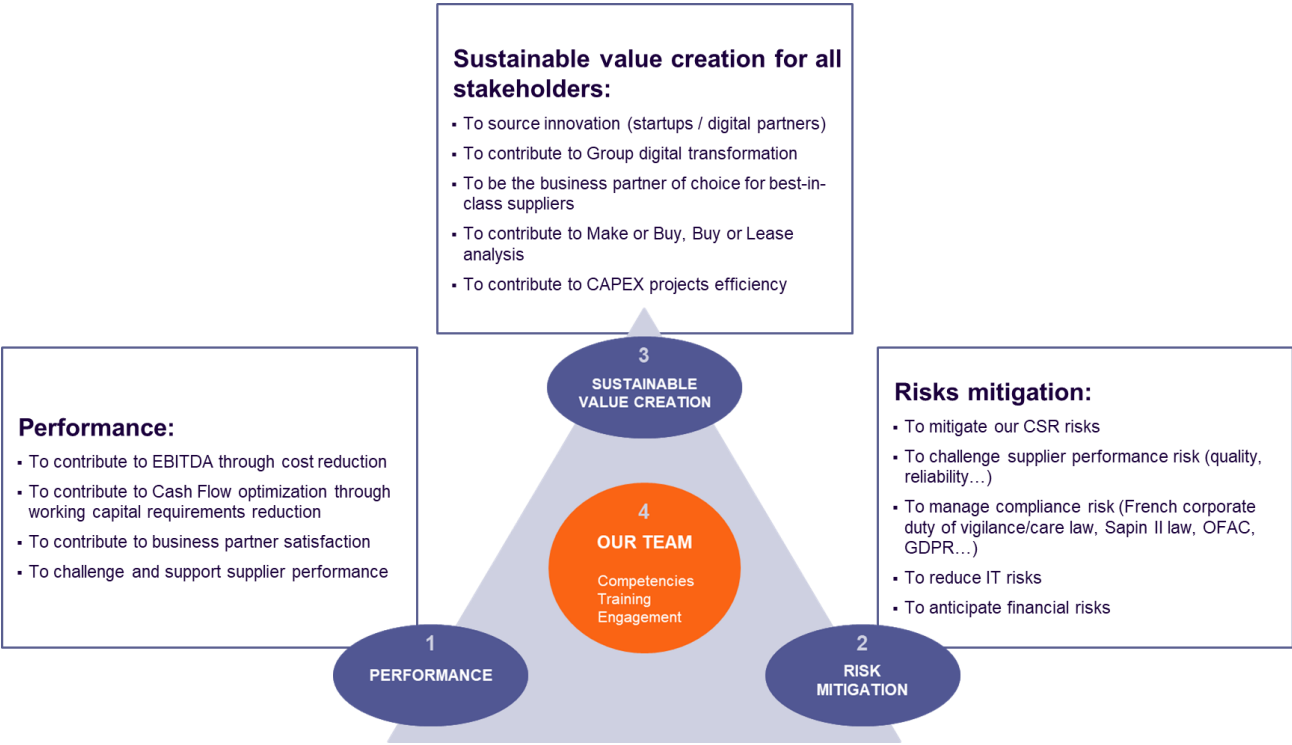 Sustainable value creation for all
stakeholders:
▪ To source innovation (startups / digital partners)
▪ To contribute to Group digital transformation
▪ To be the business partner of choice for best-in-
class suppliers
▪ To contribute to Make or Buy, Buy or Lease
analysis
▪ To contribute to CAPEX projects efficiency
Performance:
▪ To contribute to EBITDA through cost reduction
▪ To contribute to Cash Flow optimization through
working capital requirements reduction
▪ To contribute to business partner satisfaction
▪ To challenge and support supplier performance
3
SUSTAINABLE
VALUE CREATION
4
OUR TEAM
Competencies
Training
Engagement
1
PERFORMANCE
2
RISK
MITIGATION
Risks mitigation:
▪ To mitigate our CSR risks
▪ To challenge supplier performance risk (quality,
reliability…)
▪ To manage compliance risk (French corporate
duty of vigilance/care law, Sapin II law, OFAC,
GDPR…)
▪ To reduce IT risks
▪ To anticipate financial risks